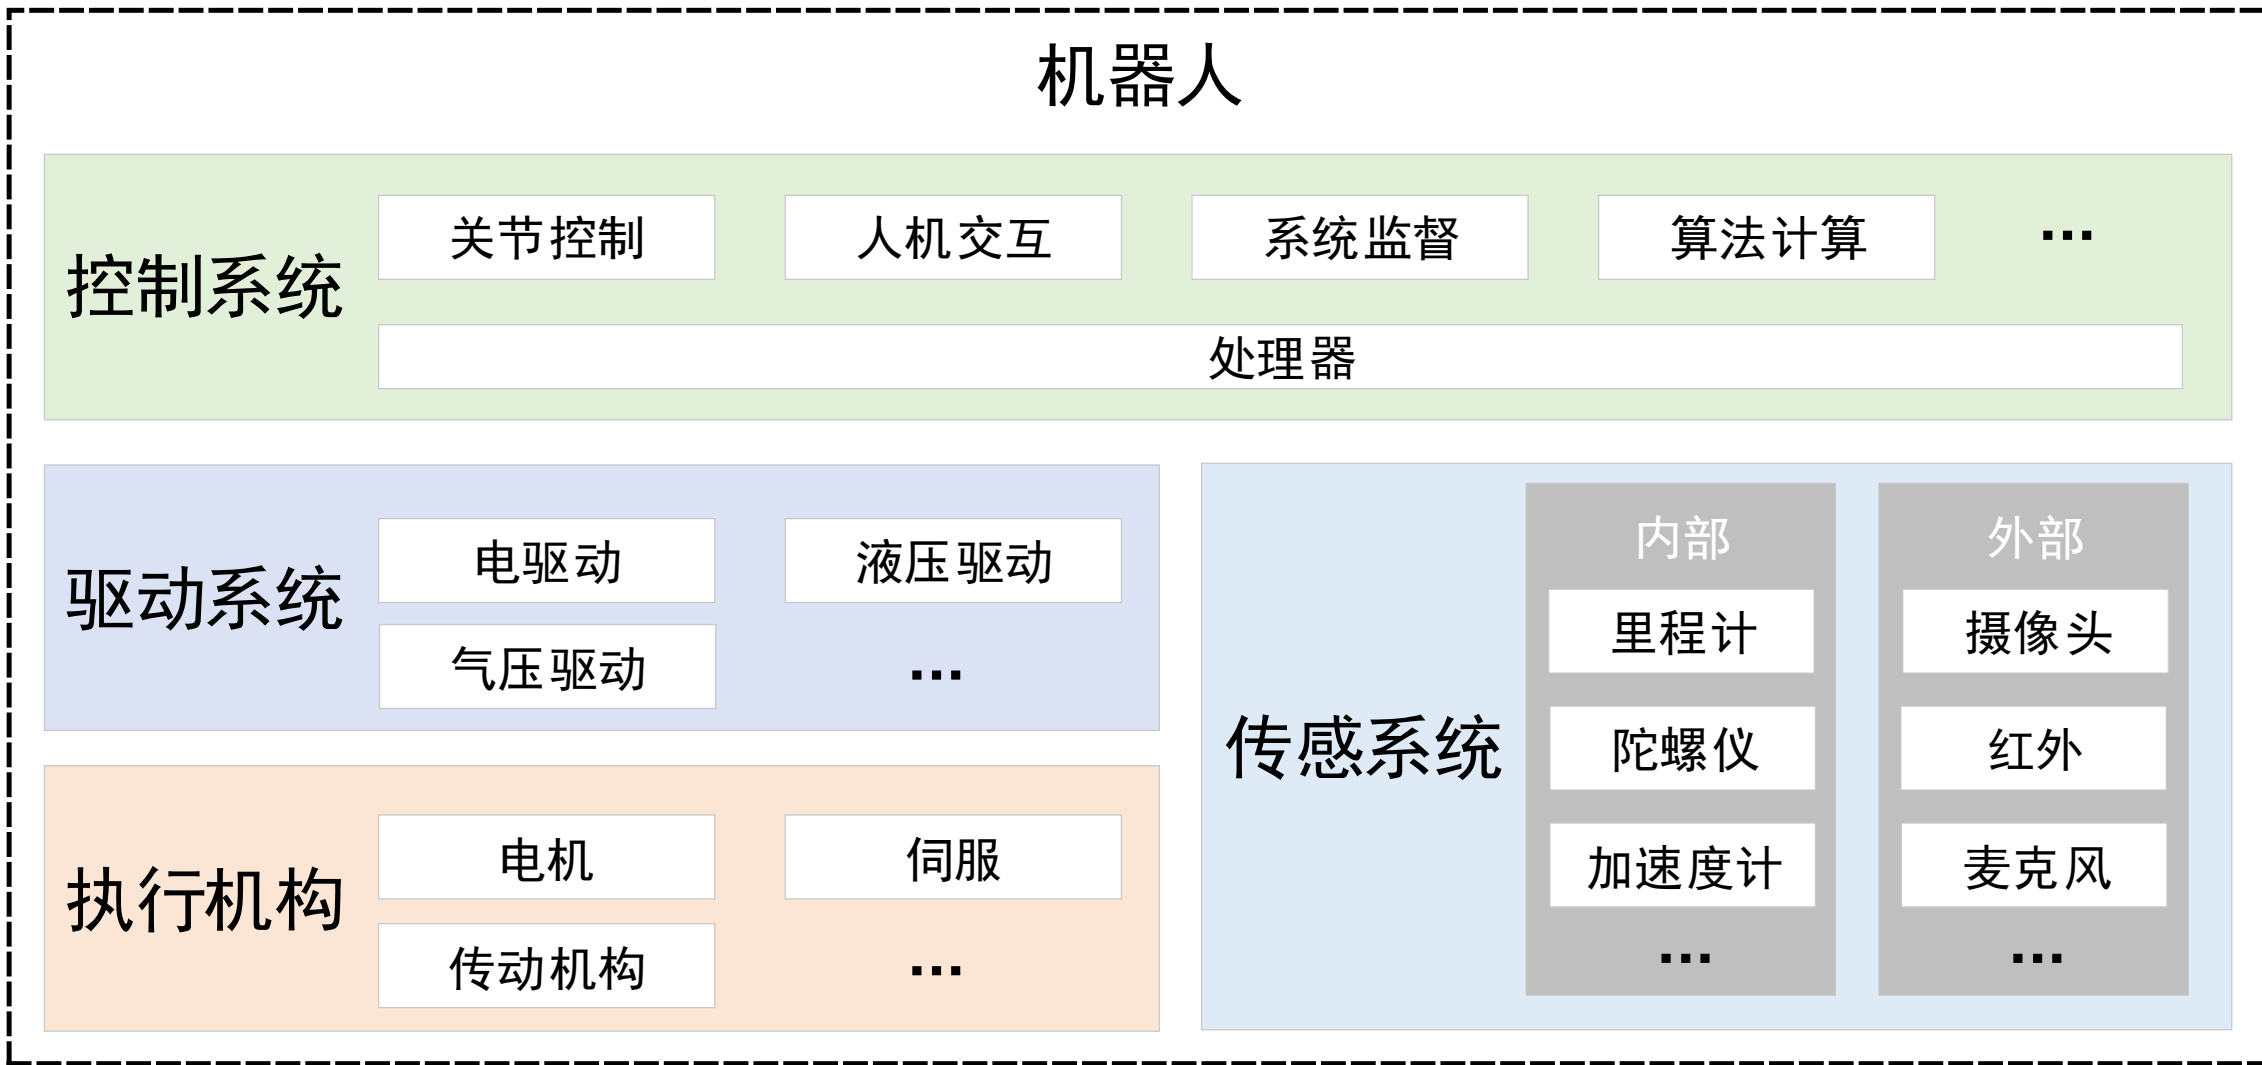 机器人
控制系统
关节控制
人机交互
系统监督
算法计算
...
处理器
驱动系统
电驱动
液压驱动
气压驱动
...
执行机构
电机
伺服
传动机构
...
传感系统
内部
里程计
陀螺仪
加速度计
...
外部
摄像头
红外
麦克风
...